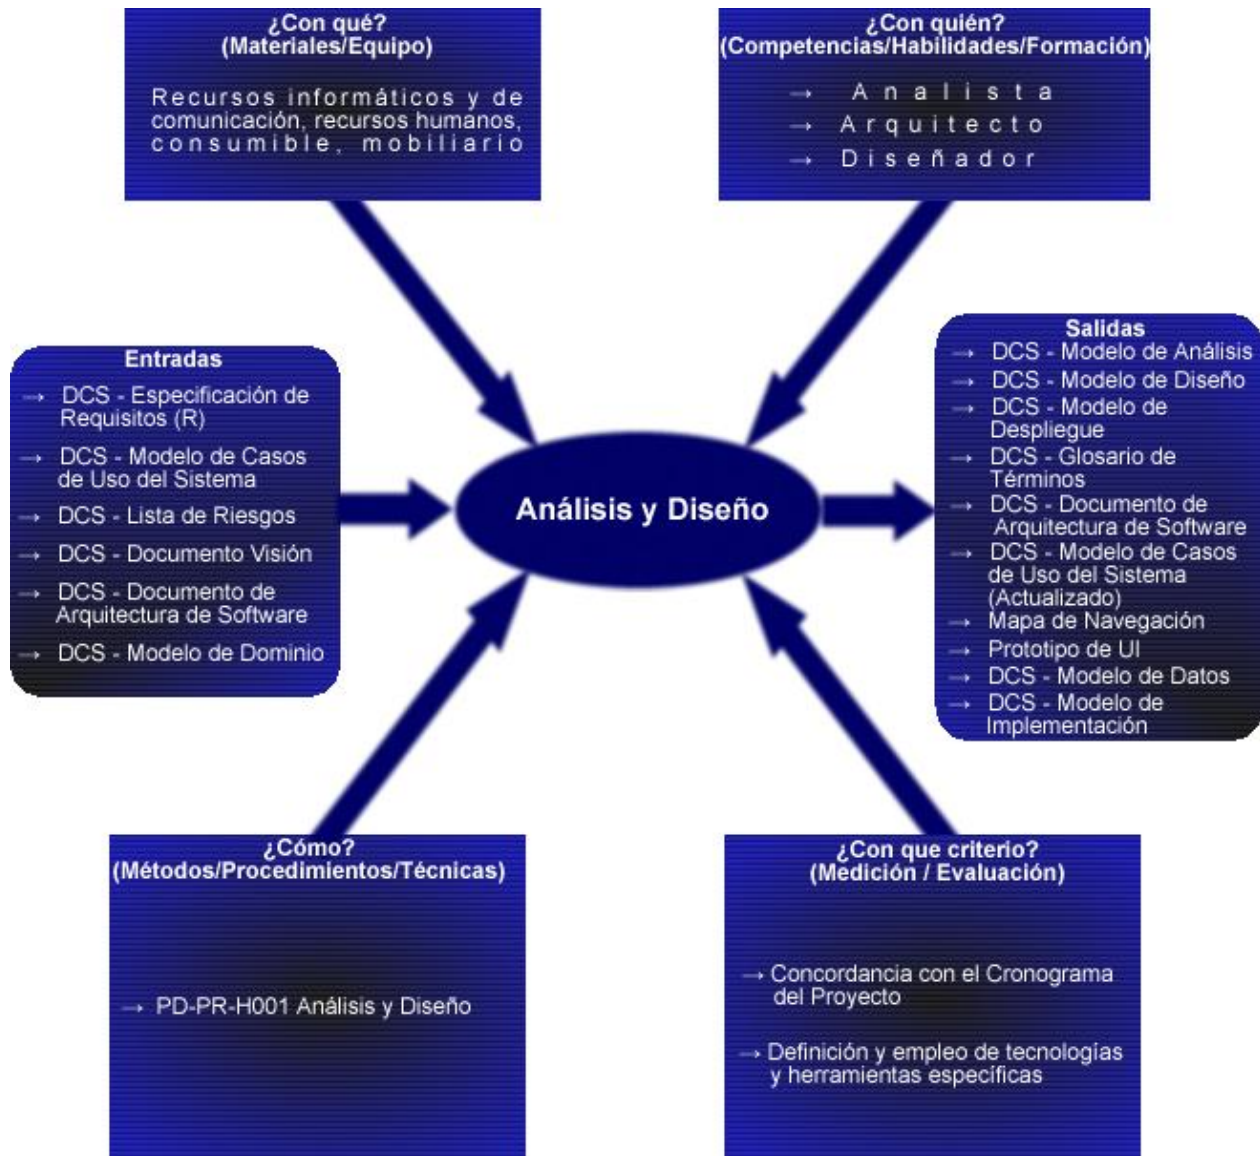 ¿Con qué?
(Materiales/Equipo)
Recursos informáticos y de
comunicación, recursos humanos,
consumible, mobiliario
¿Con quién?
(Competencias/Habilidades/Formación)
→ Analista
→ Arquitecto
→ Diseñador
Entradas
→ DCS - Especificación de
Requisitos (R)
→ DCS - Modelo de Casos
de Uso del Sistema
→ DCS - Lista de Riesgos
→ DCS - Documento Visión
→ DCS - Documento de
Arquitectura de Software
→ DCS - Modelo de Dominio
Análisis y Diseño
Salidas
→ DCS - Modelo de Análisis
→ DCS - Modelo de Diseño
→ DCS - Modelo de
Despliegue
→ DCS - Glosario de
Términos
→ DCS - Documento de
Arquitectura de Software
→ DCS - Modelo de Casos
de Uso del Sistema
(Actualizado)
→ Mapa de Navegación
→ Prototipo de UI
→ DCS - Modelo de Datos
→ DCS - Modelo de
Implementación
¿Cómo?
(Métodos/Procedimientos/Técnicas)
→ PD-PR-H001 Análisis y Diseño
¿Con que criterio?
(Medición / Evaluación)
→ Concordancia con el Cronograma
del Proyecto
→ Definición y empleo de tecnologías
y herramientas específicas